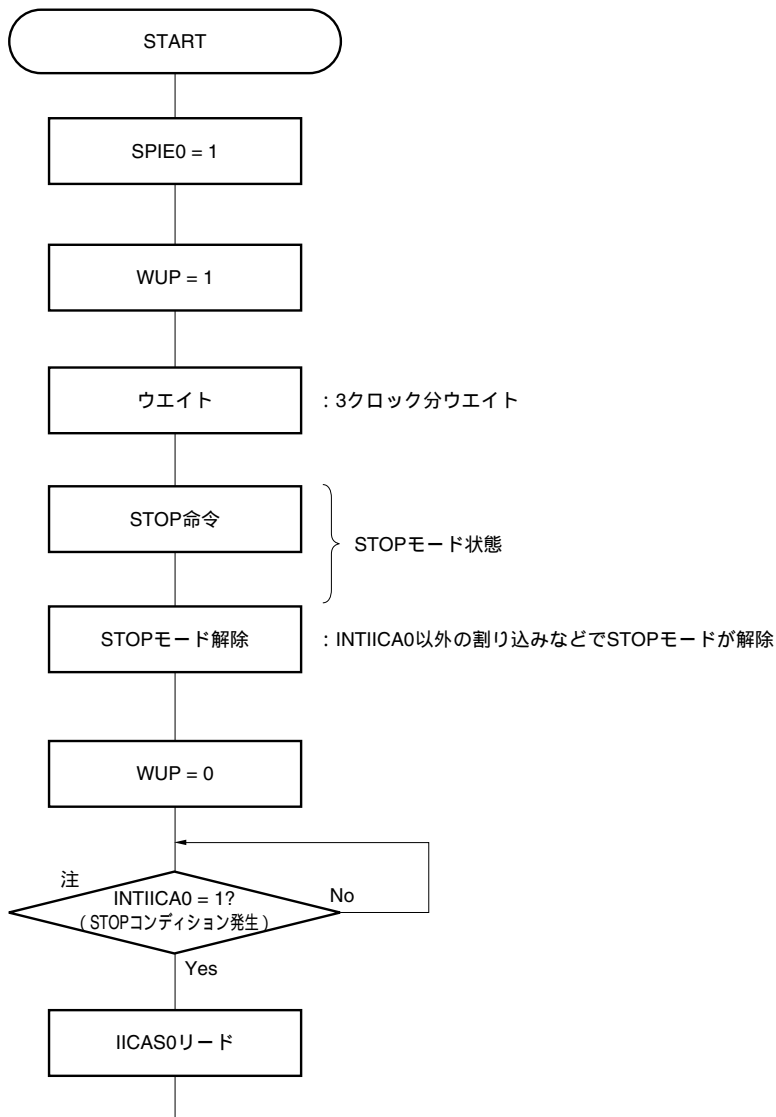 START
SPIE0 = 1
WUP = 1
ウエイト
：3クロック分ウエイト
STOP命令
STOPモード状態
STOPモード解除
：INTIICA0以外の割り込みなどでSTOPモードが解除
WUP = 0
注
INTIICA0 = 1?
（STOPコンディション発生）
No
Yes
IICAS0リード